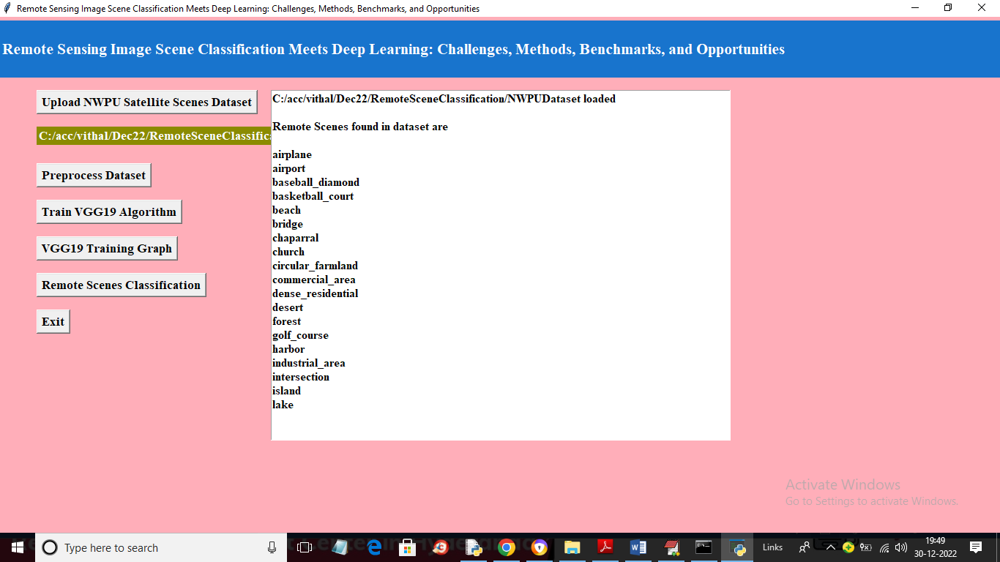 Remote Sensing Image Scene Classification Meets Deep Learning: Challenges, Methods, Benchmarks, and Opportunities
Remote Sensing Image Scene Classification Meets Deep Learning: Challenges, Methods, Benchmarks, and Opportunities
Upload NWPU Satellite Scenes Dataset
C:/acc/vithal/Dec22/RemoteSceneClassifica
Preprocess Dataset
Train VGG19 Algorithm
VGG19 Training Graph
Remote Scenes Classification
Exit
C:/acc/vithal/Dec22/RemoteSceneClassification/NWPUDataset loaded
Remote Scenes found in dataset are
airplane
airport
baseball_diamond
basketball_court
beach
bridge
chaparral
church
circular_farmland
commercial_area
dense_residential
desert
forest
golf_course
harbor
industrial_area
intersection
island
lake
Activate Windows
Go to Settings to activate Windows.
Type here to search
Links
19:49
30-12-2022